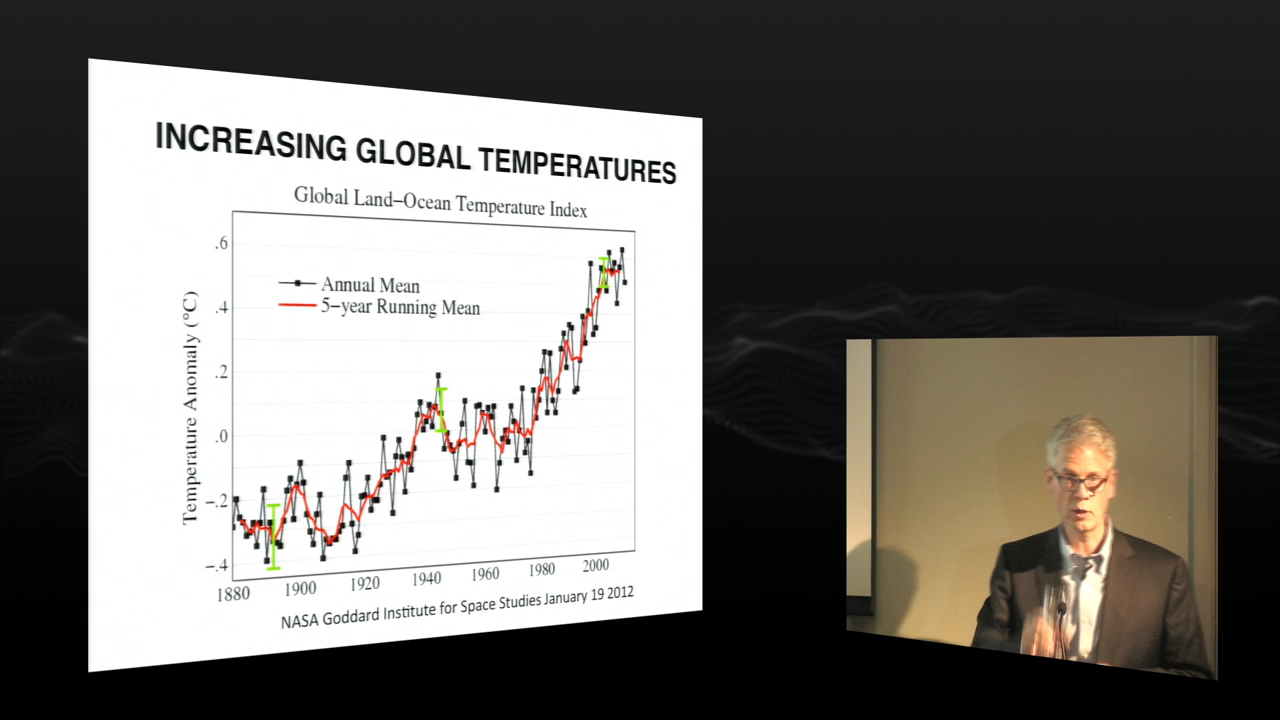 INCREASING GLOBAL TEMPERATURES
Global Land–Ocean Temperature Index
Annual Mean
5–year Running Mean
Temperature Anomaly (°C)
.6
.4
.2
.0
–.2
–.4
1880 1900 1920 1940 1960 1980 2000
NASA Goddard Institute for Space Studies January 19 2012